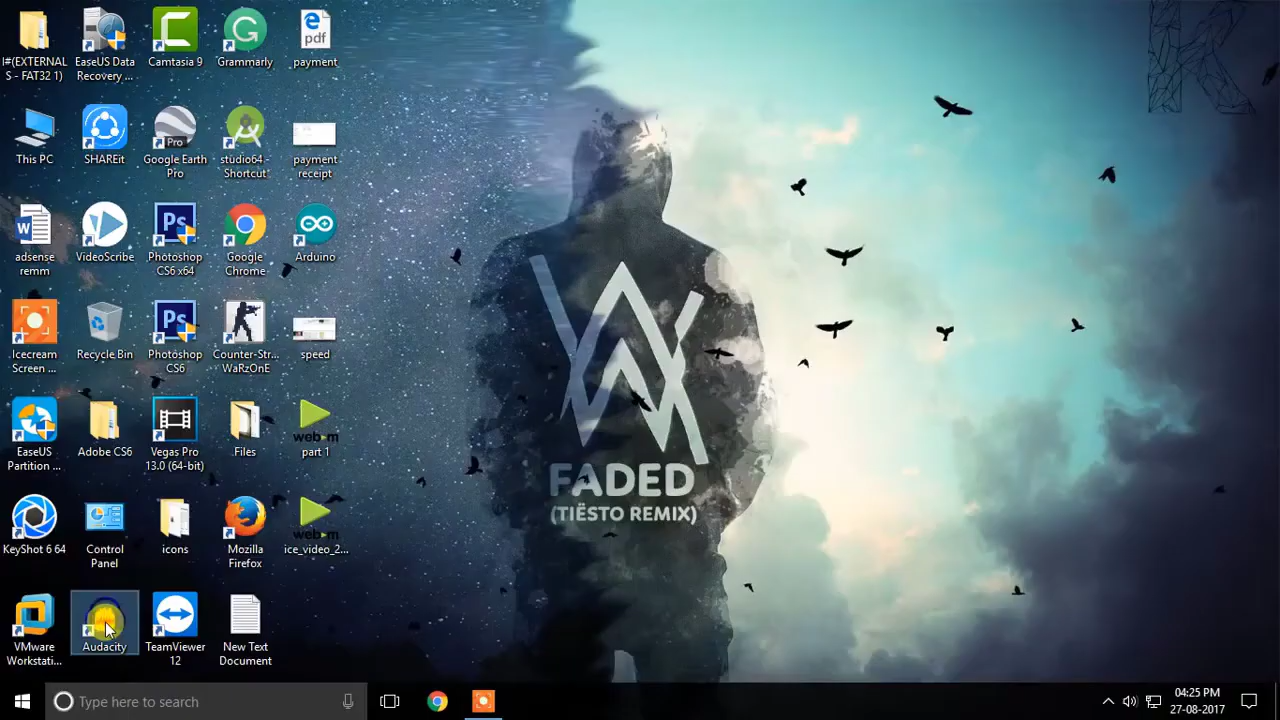 I#(EXTERNAL
S - FAT32 1)
EaseUS Data
Recovery ...
Camtasia 9
Grammarly
pdf
payment
This PC
SHAREit
Pro
Google Earth
Pro
studio64 -
Shortcut
payment
receipt
W
adsense
remm
VideoScribe
Ps
Photoshop
CS6 x64
Google
Chrome
Arduino
Icecream
Screen ...
Recycle Bin
Ps
Photoshop
CS6
Counter-Str...
WaRzOnE
speed
EaseUS
Partition ...
Adobe CS6
Vegas Pro
13.0 (64-bit)
Files
web-m
part 1
KeyShot 6 64
Control
Panel
icons
Mozilla
Firefox
web-m
ice_video_2...
VMware
Workstati...
Audacity
TeamViewer
12
New Text
Document
FADED
(TIËSTO REMIX)
Type here to search
04:25 PM
27-08-2017